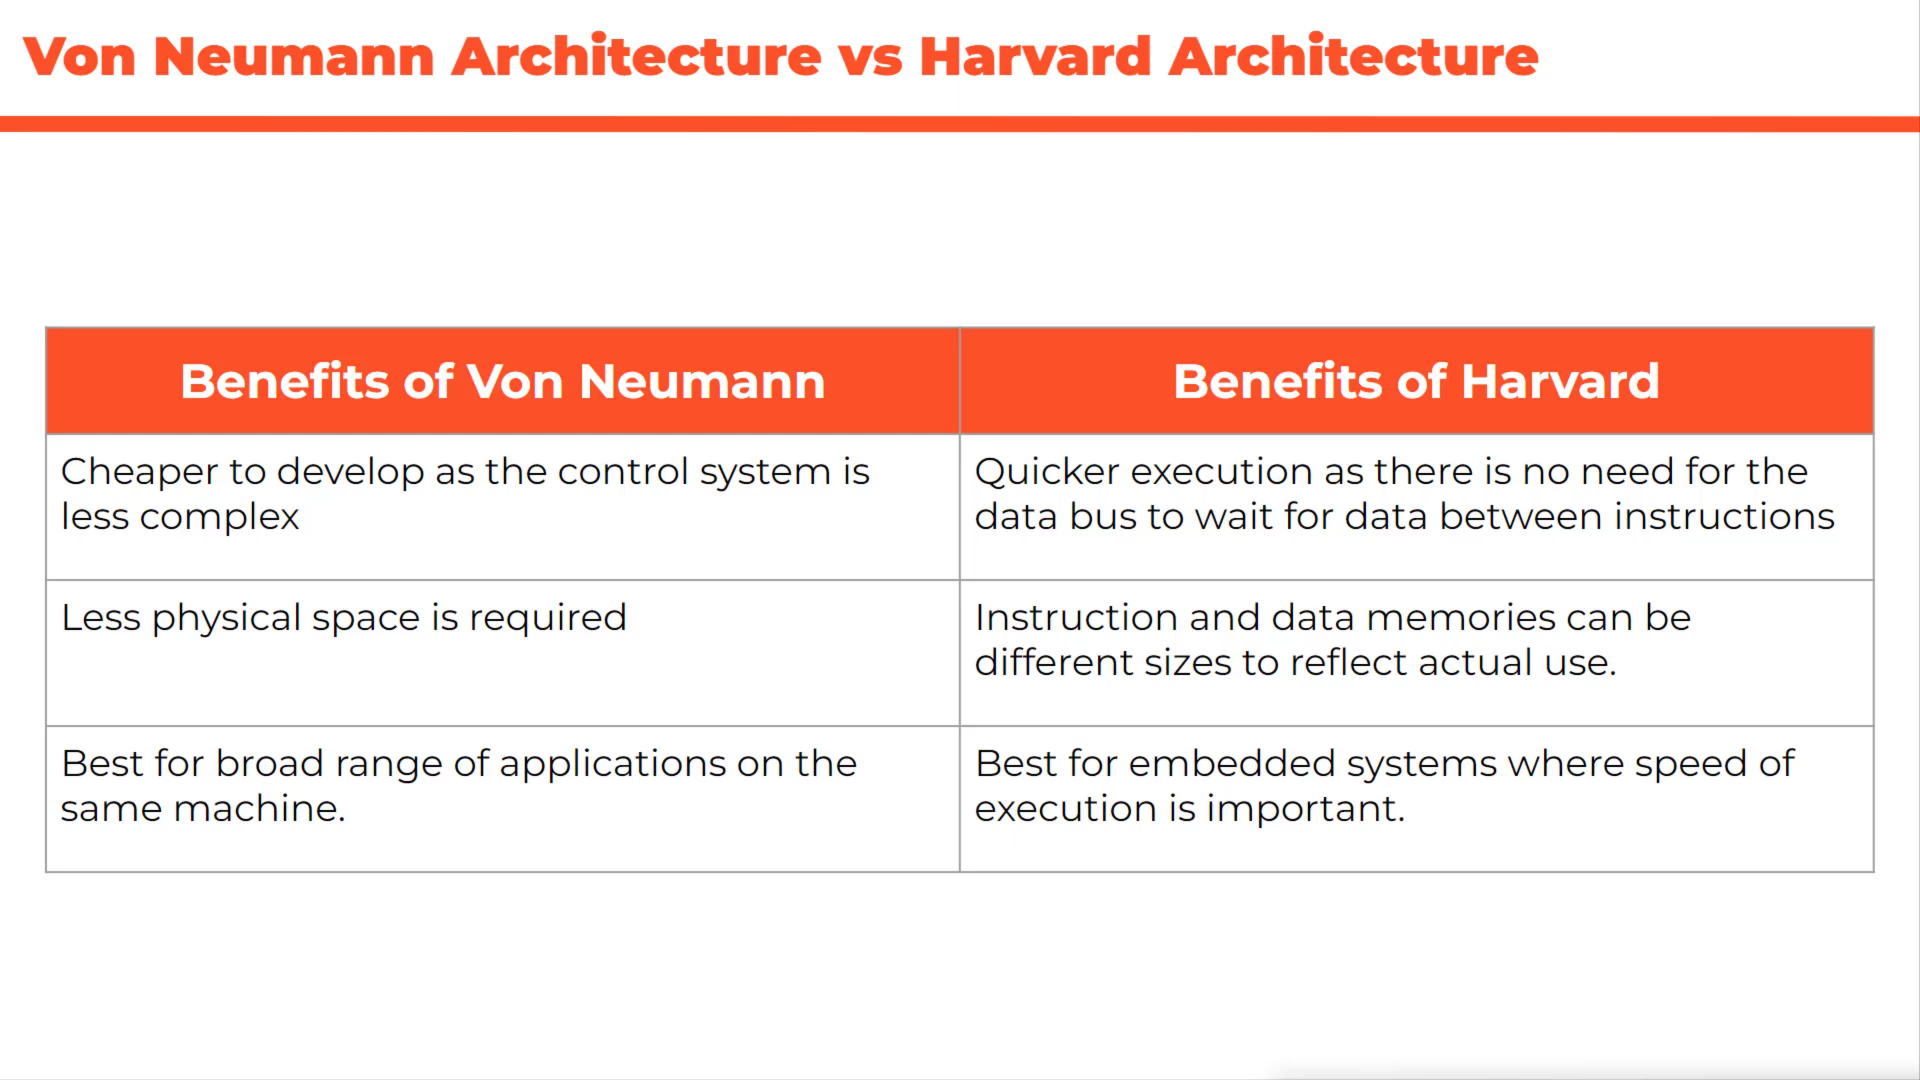 Von Neumann Architecture vs Harvard Architecture
Benefits of Von Neumann
Benefits of Harvard
Cheaper to develop as the control system is
less complex
Quicker execution as there is no need for the
data bus to wait for data between instructions
Less physical space is required
Instruction and data memories can be
different sizes to reflect actual use.
Best for broad range of applications on the
same machine.
Best for embedded systems where speed of
execution is important.